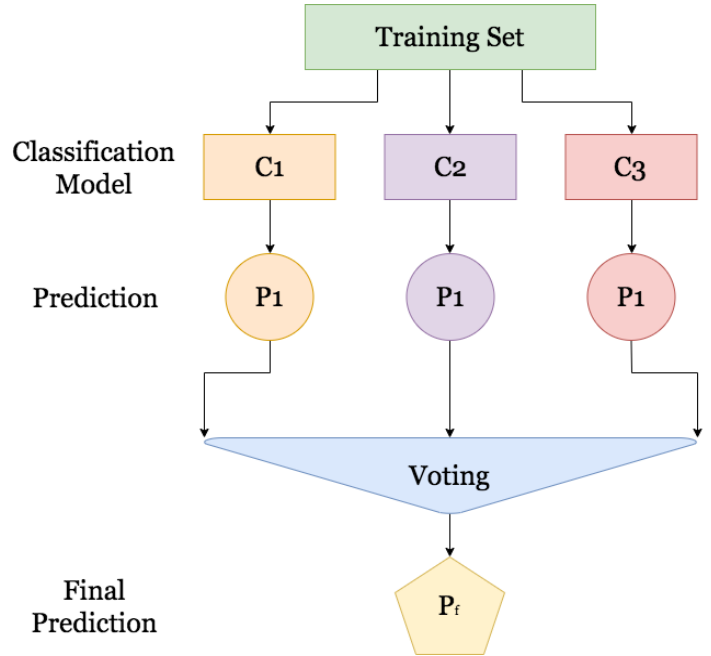 Training Set
Classification
Model
C1
C2
C3
Prediction
P1
P1
P1
Voting
Final
Prediction
Pf